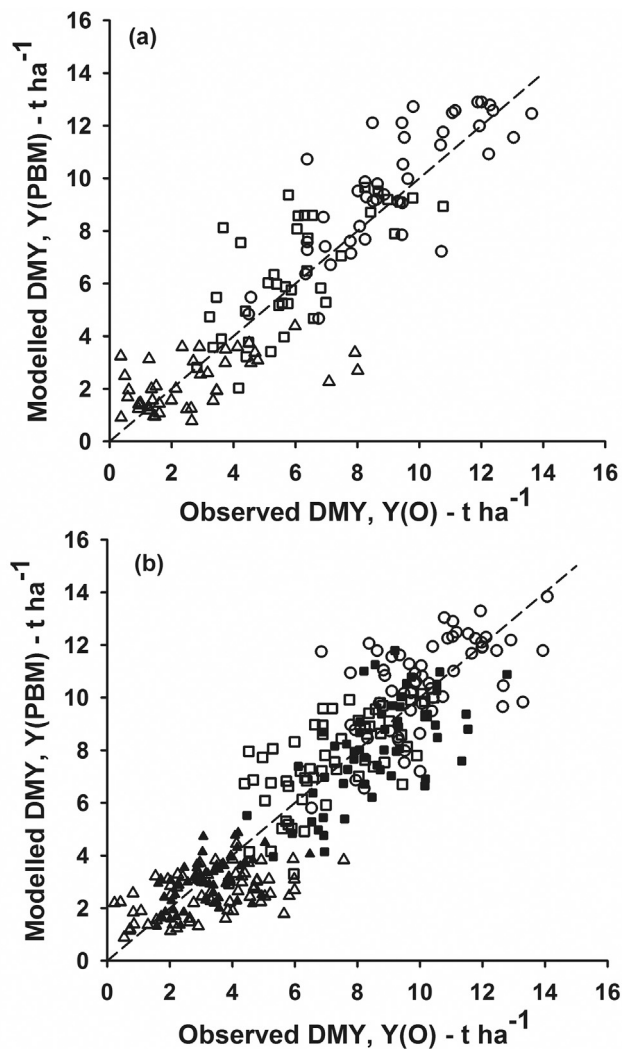 (a)
Modelled DMY, Y(PBM) - t ha⁻¹
16
14
12
10
8
6
4
2
0
0 2 4 6 8 10 12 14 16
Observed DMY, Y(O) - t ha⁻¹
(b)
Modelled DMY, Y(PBM) - t ha⁻¹
16
14
12
10
8
6
4
2
0
0 2 4 6 8 10 12 14 16
Observed DMY, Y(O) - t ha⁻¹